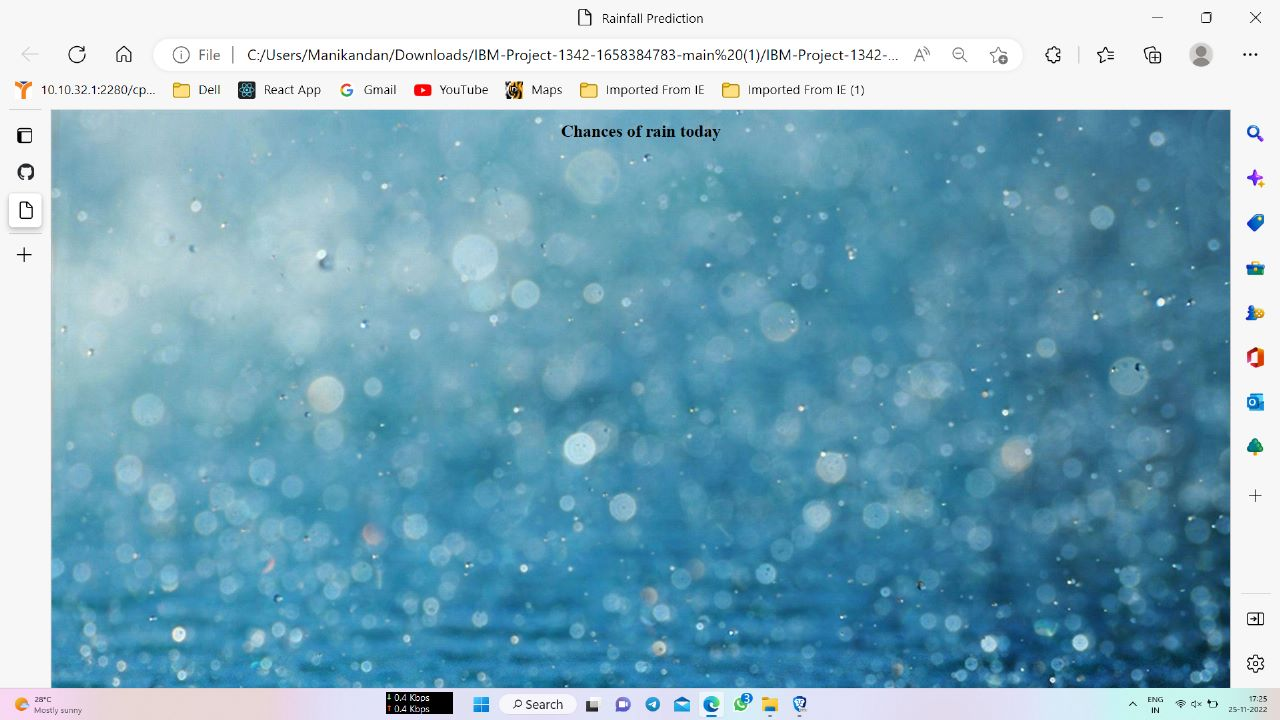 Rainfall Prediction
File
C:/Users/Manikandan/Downloads/IBM-Project-1342-1658384783-main%20(1)/IBM-Project-1342-...
10.10.32.1:2280/cp...
Dell
React App
Gmail
YouTube
Maps
Imported From IE
Imported From IE (1)
Chances of rain today
28°C
Mostly sunny
↓ 0.4 Kbps
↑ 0.4 Kbps
Search
3
ENG
IN
17:25
25-11-2022